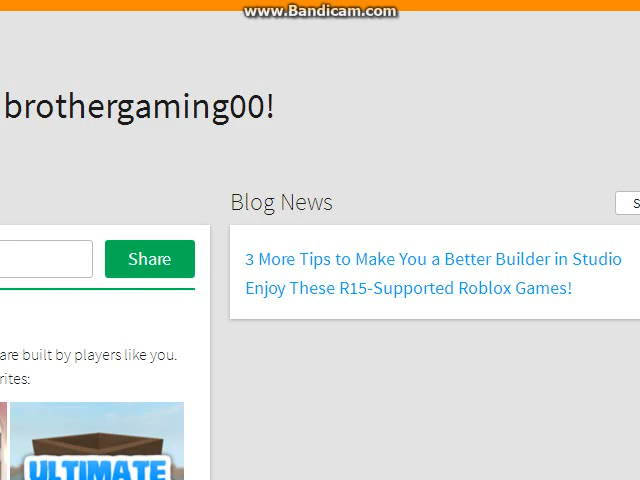 www.Bandicam.com
brothergaming00!
Blog News
S
Share
3 More Tips to Make You a Better Builder in Studio
Enjoy These R15-Supported Roblox Games!
are built by players like you.
rites:
ULTIMATE